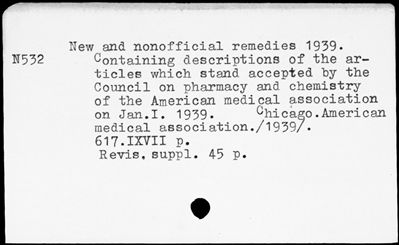 New and nonofficial remedies 1939.
N532 Containing descriptions of the ar-
ticles which stand accepted by the
Council on pharmacy and chemistry
of the American medical association
on Jan.I. 1939. Chicago.American
medical association./1939/.
617.IXVII p.
Revis. suppl. 45 p.